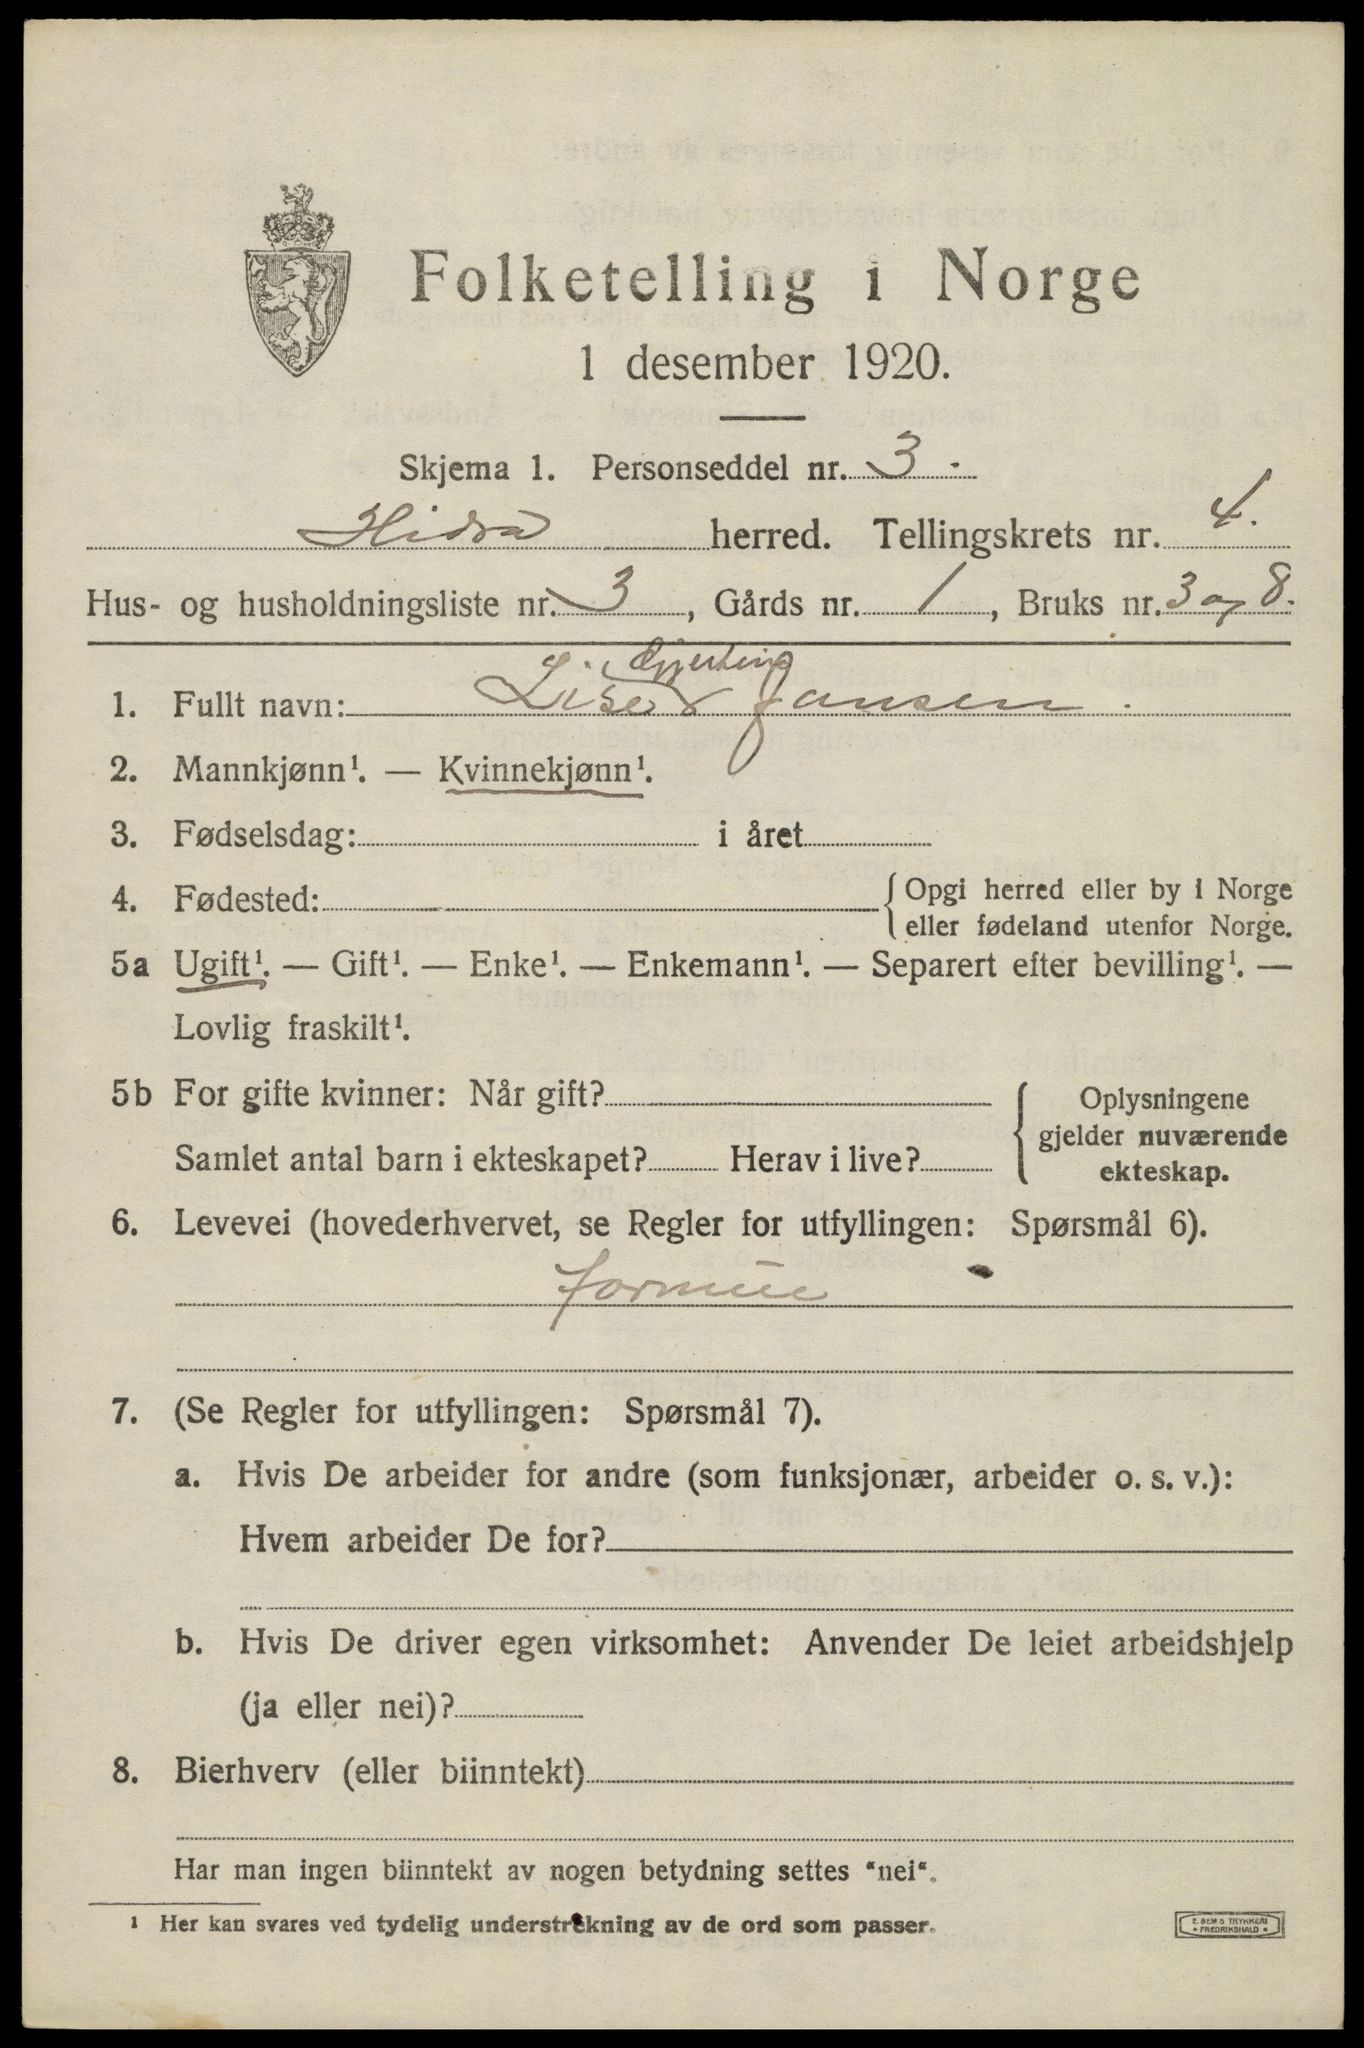 Folketelling i Norge
1 desember 1920.
Skjema 1. Personseddel nr. 3.
Hidra herred. Tellingskrets nr. 4.
Hus- og husholdningsliste nr. 3, Gårds nr. 1, Bruks nr. 3 og 8.
1. Fullt navn: Lise Jansen.
2. Mannkjønn¹. — Kvinnekjønn¹.
3. Fødselsdag: i året
4. Fødested: { Opgi herred eller by i Norge
eller fødeland utenfor Norge.
5a Ugift¹. — Gift¹. — Enke¹. — Enkemann¹. — Separert efter bevilling¹. —
Lovlig fraskilt¹.
5b For gifte kvinner: Når gift?
Samlet antal barn i ekteskapet? Herav i live?
{ Oplysningene
gjelder nuværende
ekteskap.
6. Levevei (hovederhvervet, se Regler for utfyllingen: Spørsmål 6).
formue
7. (Se Regler for utfyllingen: Spørsmål 7).
a. Hvis De arbeider for andre (som funksjonær, arbeider o. s. v.):
Hvem arbeider De for?
b. Hvis De driver egen virksomhet: Anvender De leiet arbeidshjelp
(ja eller nei)?
8. Bierhverv (eller biinntekt)
Har man ingen biinntekt av nogen betydning settes "nei".
1 Her kan svares ved tydelig understrekning av de ord som passer.
E. SEM'S TRYKKERI
* FREDRIKSHALD *